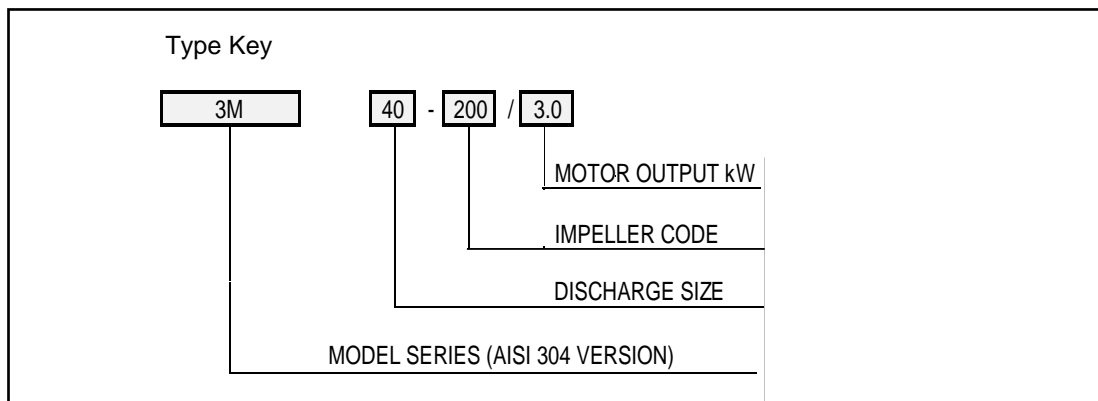 Type Key
3M 40 - 200 / 3.0
MOTOR OUTPUT kW
IMPELLER CODE
DISCHARGE SIZE
MODEL SERIES (AISI 304 VERSION)